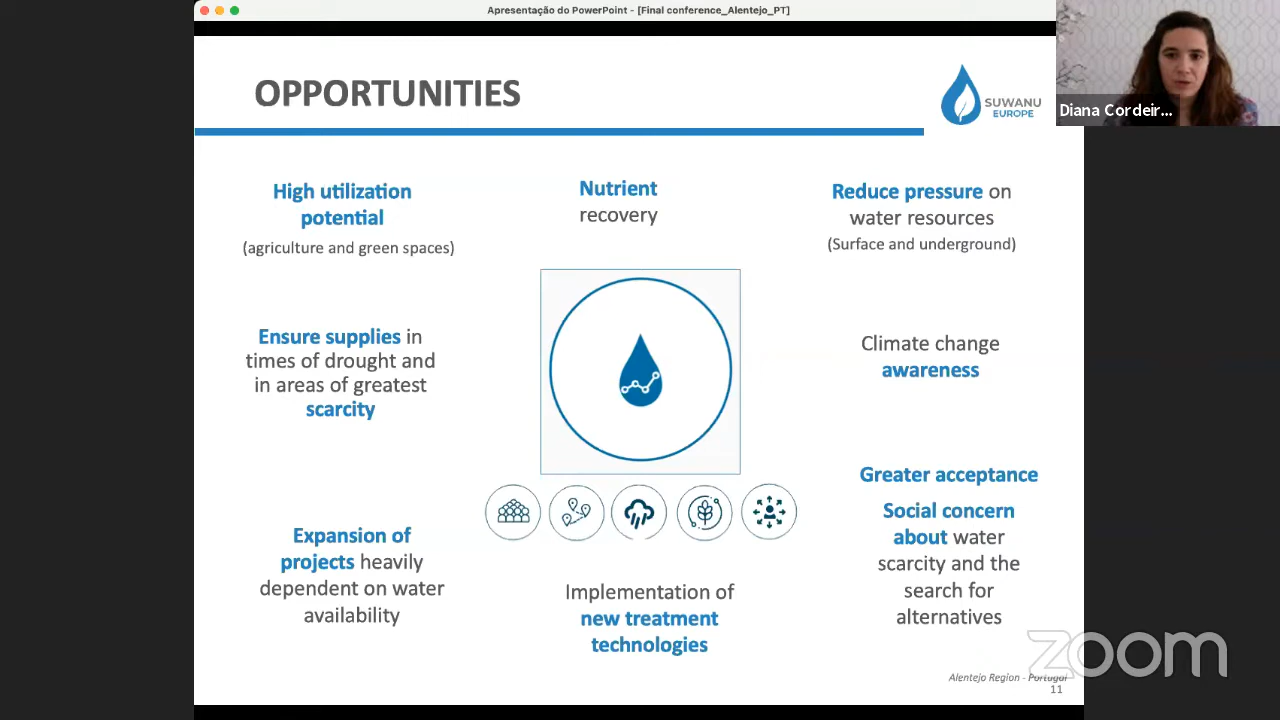 Apresentação do PowerPoint - [Final conference_Alentejo_PT]
OPPORTUNITIES
SUWANU
EUROPE
Diana Cordeir...
High utilization
potential
(agriculture and green spaces)
Nutrient
recovery
Reduce pressure on
water resources
(Surface and underground)
Ensure supplies in
times of drought and
in areas of greatest
scarcity
Climate change
awareness
Greater acceptance
Social concern
about water
scarcity and the
search for
alternatives
Expansion of
projects heavily
dependent on water
availability
Implementation of
new treatment
technologies
zoom
Alentejo Region - Portugal
11